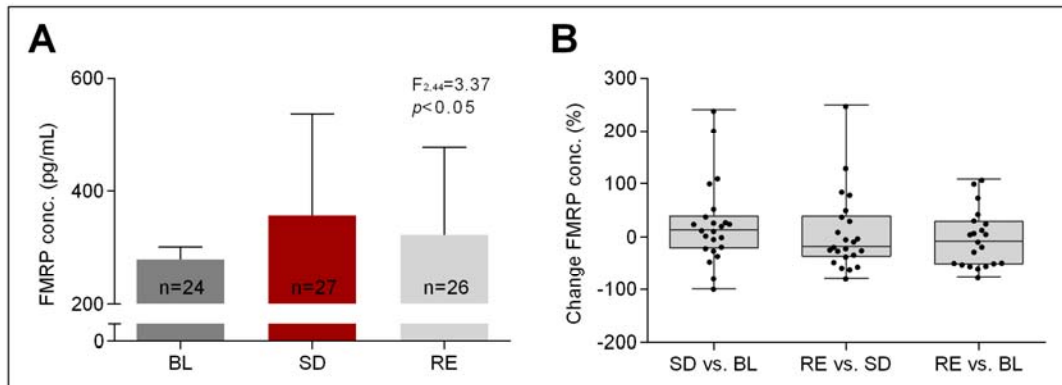 A
FMRP conc. (pg/mL)
600
400
200
0
F2,44=3.37
p<0.05
n=24
n=27
n=26
BL
SD
RE
B
Change FMRP conc. (%)
300
200
100
0
-100
-200
SD vs. BL
RE vs. SD
RE vs. BL